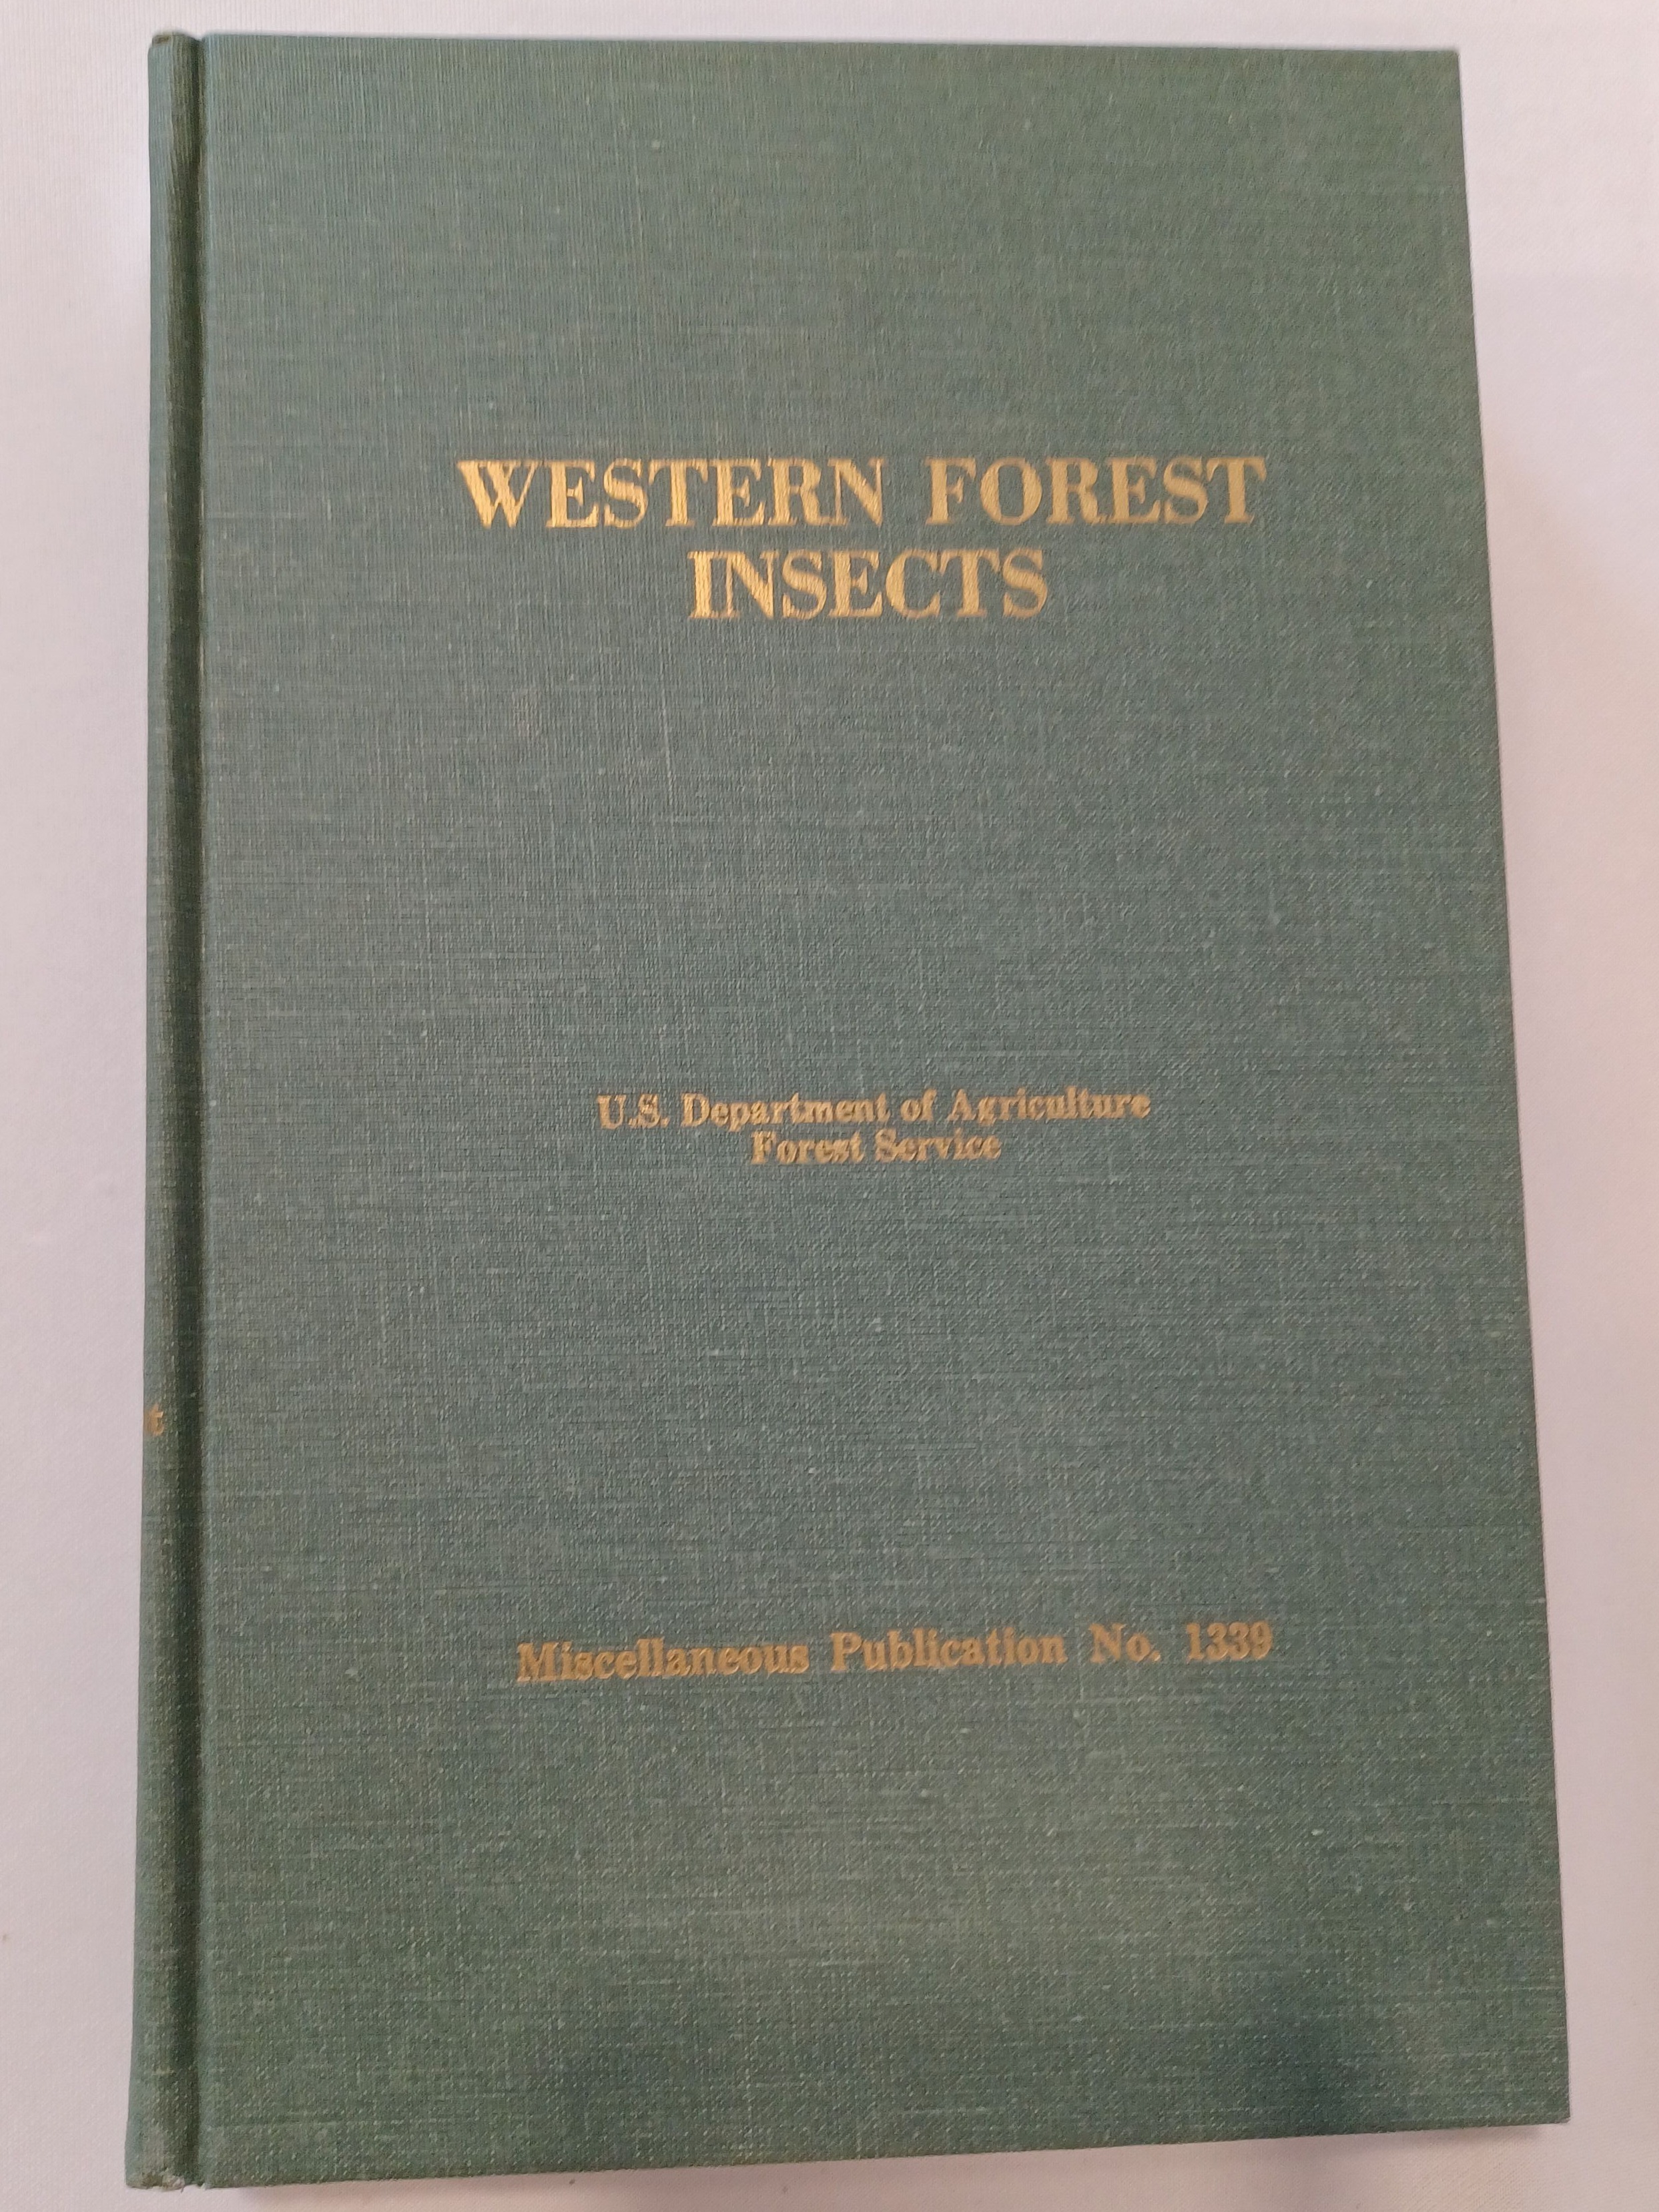 WESTERN FOREST
INSECTS
U.S. Department of Agriculture
Forest Service
Miscellaneous Publication No. 1339
t